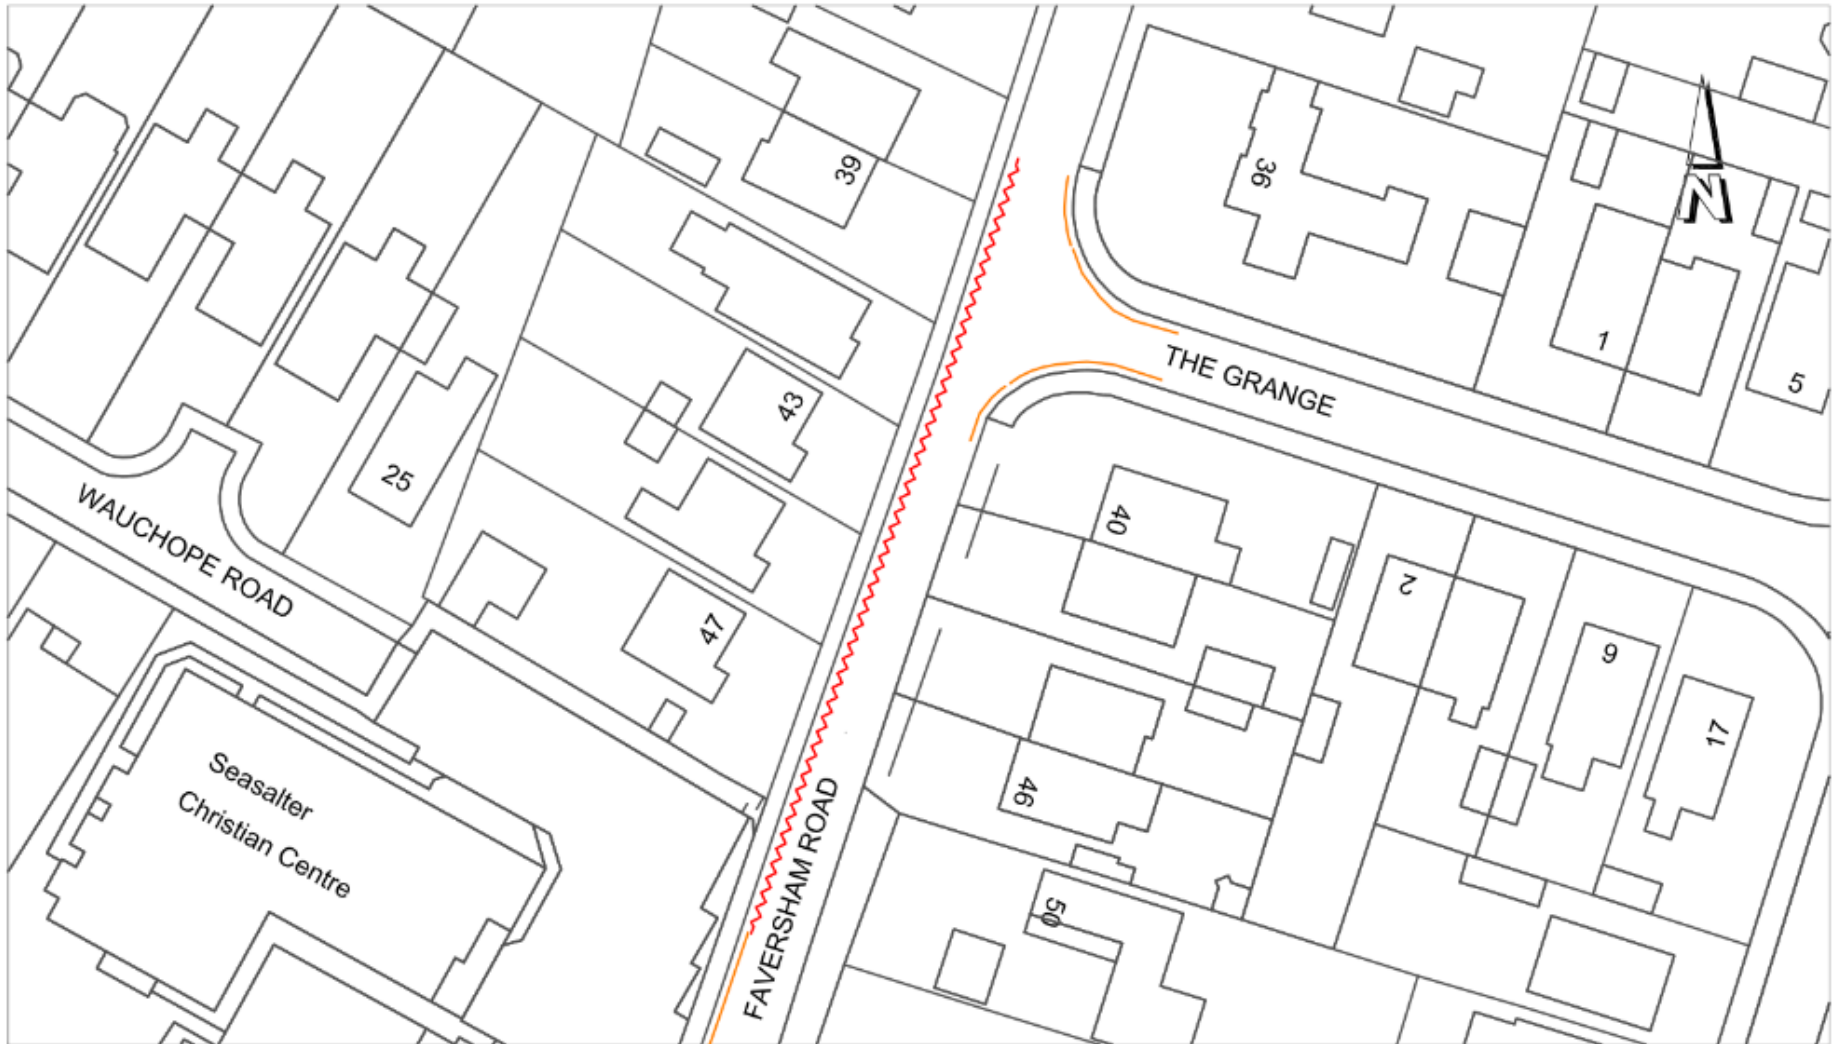 39
36
N
1
THE GRANGE
5
43
25
40
WAUCHOPE ROAD
2
47
9
17
Seasalter
Christian Centre
46
FAVERSHAM ROAD
50